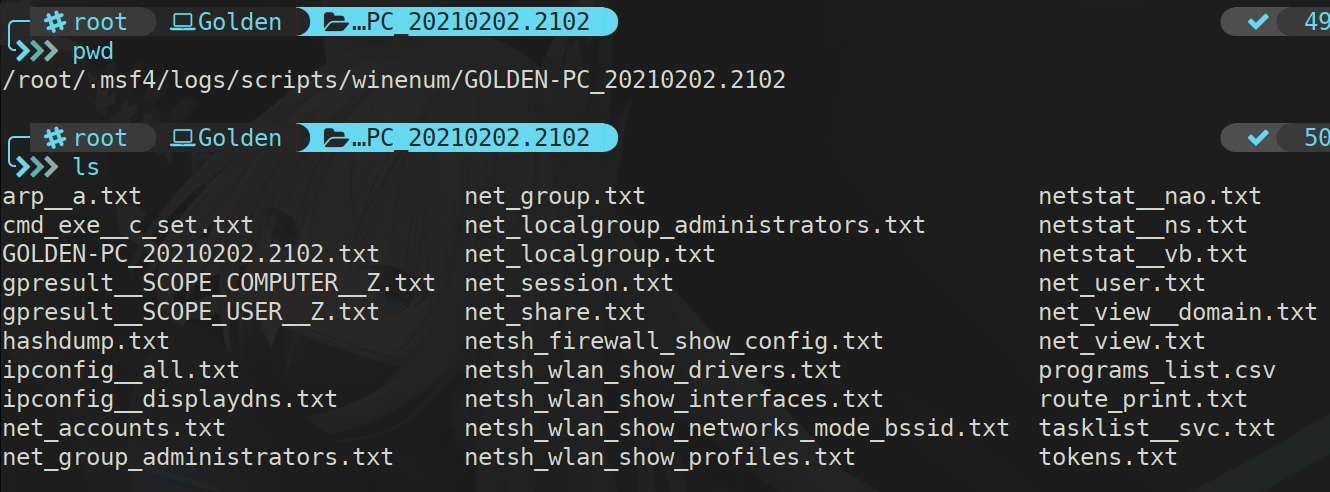 root Golden …PC_20210202.2102 49
pwd
/root/.msf4/logs/scripts/winenum/GOLDEN-PC_20210202.2102
root Golden …PC_20210202.2102 50
ls
arp__a.txt net_group.txt netstat__nao.txt
cmd_exe__c_set.txt net_localgroup_administrators.txt netstat__ns.txt
GOLDEN-PC_20210202.2102.txt net_localgroup.txt netstat__vb.txt
gpresult__SCOPE_COMPUTER__Z.txt net_session.txt net_user.txt
gpresult__SCOPE_USER__Z.txt net_share.txt net_view__domain.txt
hashdump.txt netsh_firewall_show_config.txt net_view.txt
ipconfig__all.txt netsh_wlan_show_drivers.txt programs_list.csv
ipconfig__displaydns.txt netsh_wlan_show_interfaces.txt route_print.txt
net_accounts.txt netsh_wlan_show_networks_mode_bssid.txt tasklist__svc.txt
net_group_administrators.txt netsh_wlan_show_profiles.txt tokens.txt